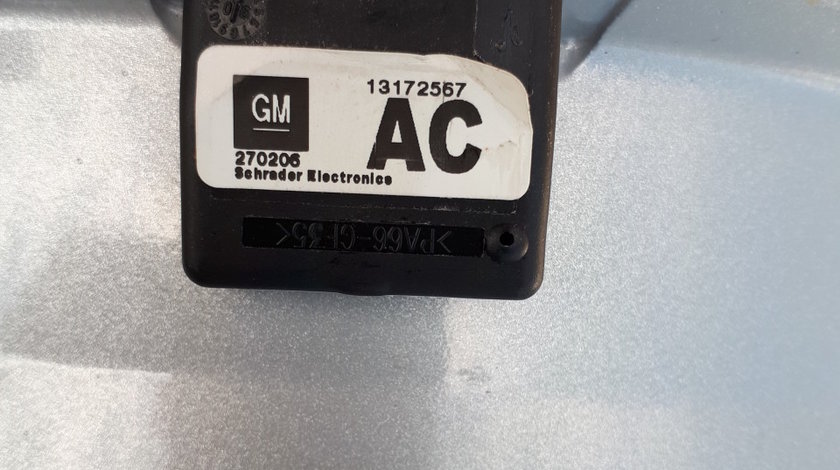 13172567
GM
AC
270206
Schrader Electronics
>PA66-GF35<